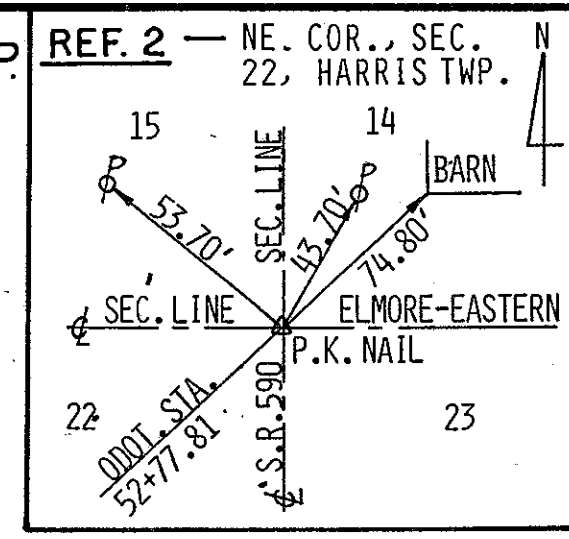 P.
REF. 2 — NE. COR., SEC. 22, HARRIS TWP.
N
15
14
SEC. LINE
P
P
BARN
53.70'
43.70'
74.80'
℄ SEC. LINE
ELMORE-EASTERN
P.K. NAIL
22
ODOT. STA. 52+77.81
S.R. 590
℄
23